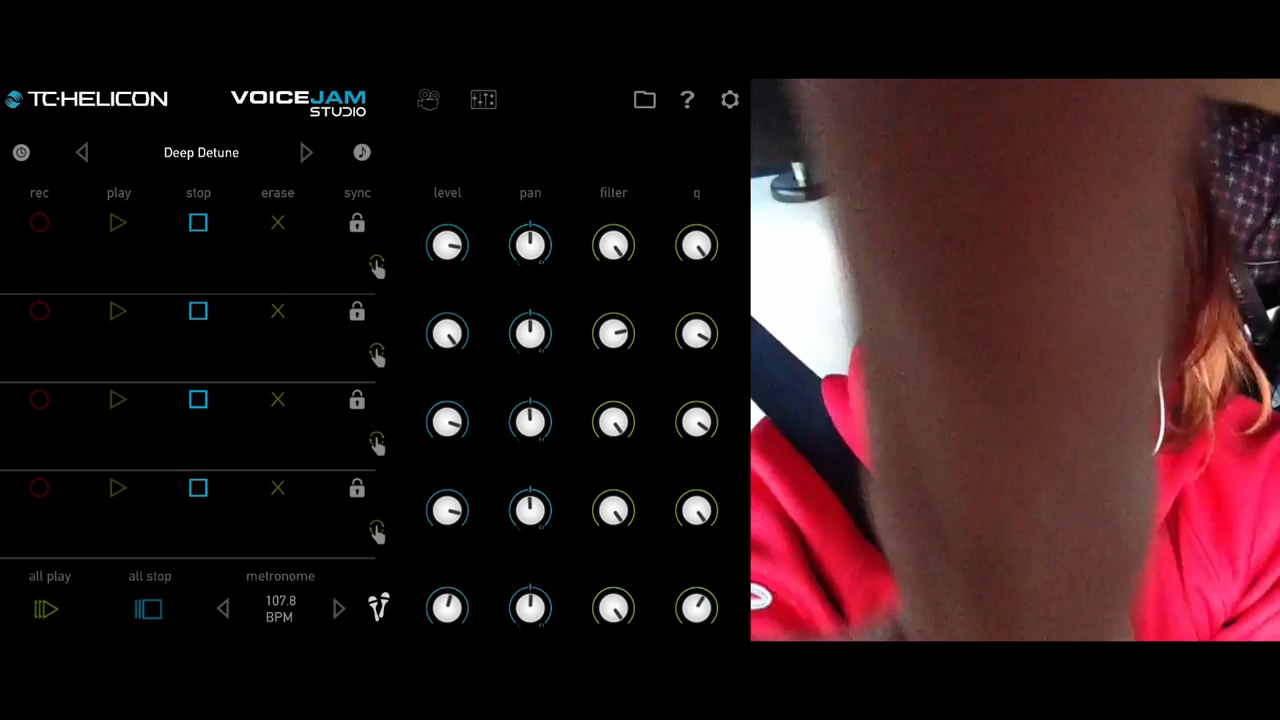 TC·HELICON
VOICEJAM
STUDIO
?
Deep Detune
rec play stop erase sync
level pan filter q
all play all stop metronome
107.8
BPM